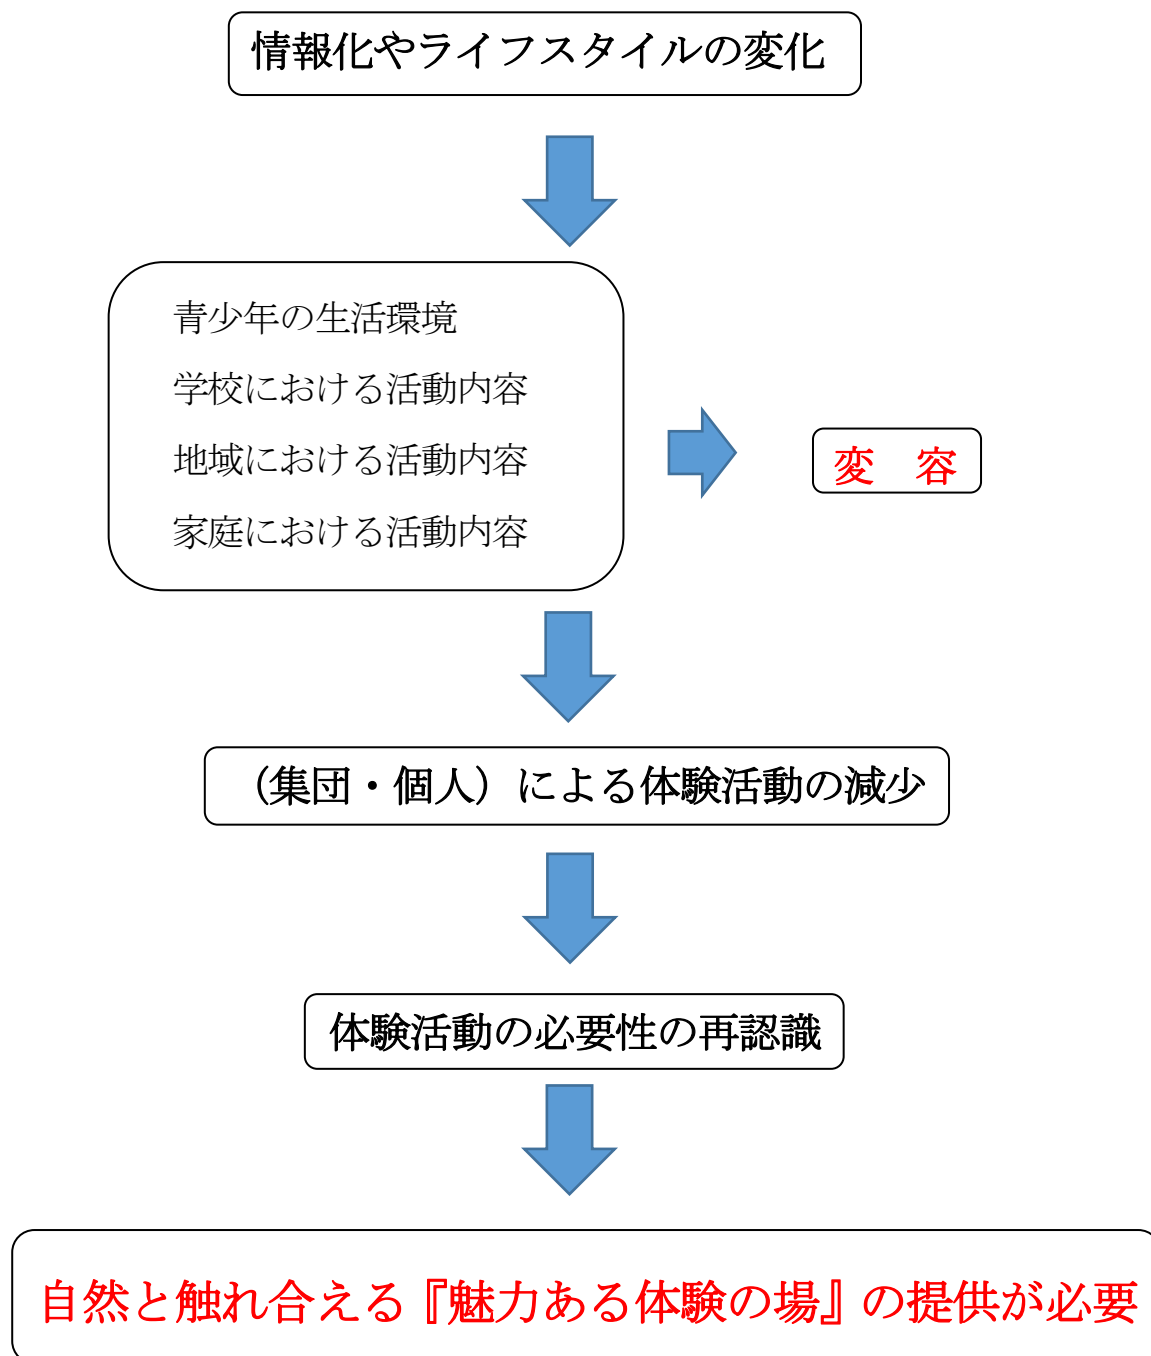 情報化やライフスタイルの変化
青少年の生活環境
学校における活動内容
地域における活動内容
家庭における活動内容
変　容
（集団・個人）による体験活動の減少
体験活動の必要性の再認識
自然と触れ合える『魅力ある体験の場』の提供が必要